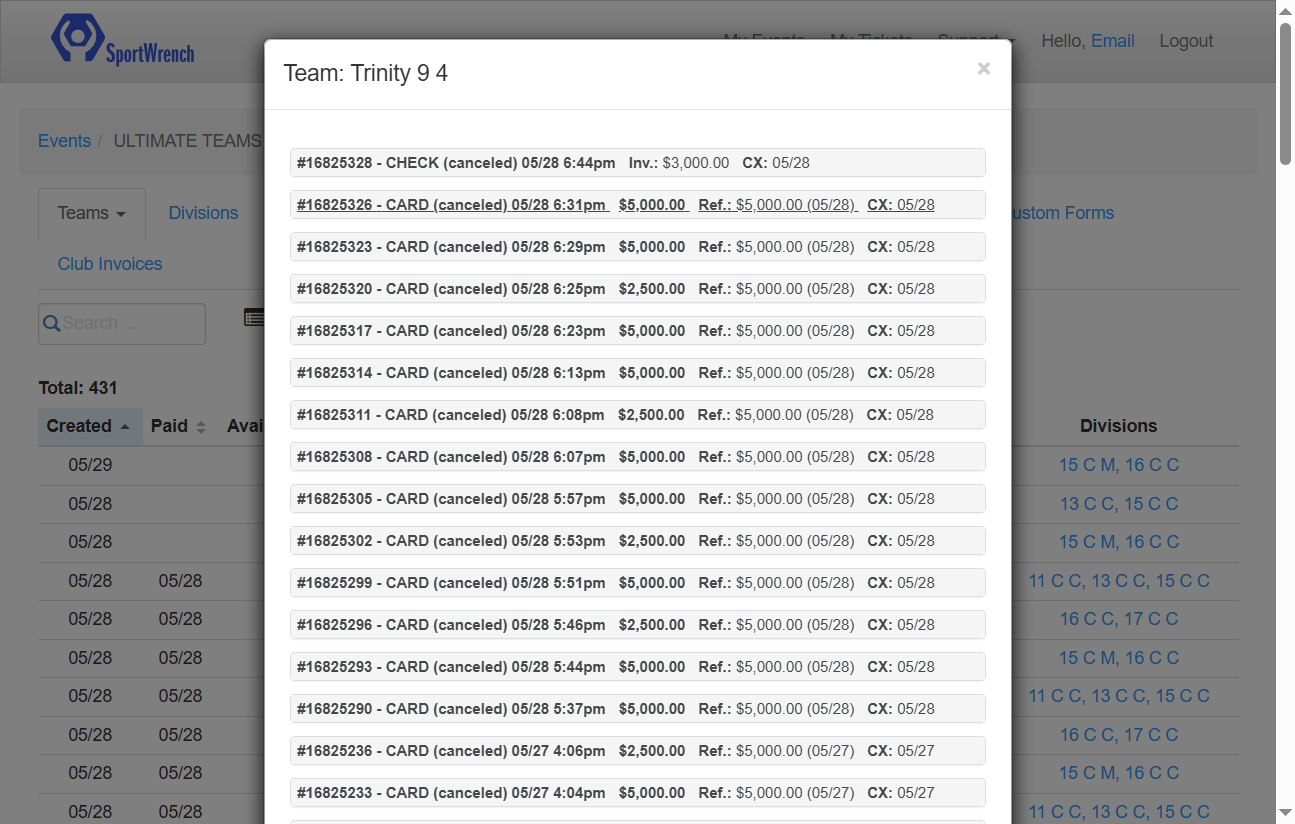 SportWrench
My Events My Tickets Support Hello, Email Logout
Team: Trinity 9 4 ×
Events / ULTIMATE TEAMS
Teams Divisions ustom Forms
Club Invoices
Search ...
Total: 431
Created Paid Avai Divisions
05/29 15 C M, 16 C C
05/28 13 C C, 15 C C
05/28 15 C M, 16 C C
05/28 05/28 11 C C, 13 C C, 15 C C
05/28 05/28 16 C C, 17 C C
05/28 05/28 15 C M, 16 C C
05/28 05/28 11 C C, 13 C C, 15 C C
05/28 05/28 16 C C, 17 C C
05/28 05/28 15 C M, 16 C C
05/28 05/28 11 C C, 13 C C, 15 C C
#16825328 - CHECK (canceled) 05/28 6:44pm Inv.: $3,000.00 CX: 05/28
#16825326 - CARD (canceled) 05/28 6:31pm $5,000.00 Ref.: $5,000.00 (05/28) CX: 05/28
#16825323 - CARD (canceled) 05/28 6:29pm $5,000.00 Ref.: $5,000.00 (05/28) CX: 05/28
#16825320 - CARD (canceled) 05/28 6:25pm $2,500.00 Ref.: $5,000.00 (05/28) CX: 05/28
#16825317 - CARD (canceled) 05/28 6:23pm $5,000.00 Ref.: $5,000.00 (05/28) CX: 05/28
#16825314 - CARD (canceled) 05/28 6:13pm $5,000.00 Ref.: $5,000.00 (05/28) CX: 05/28
#16825311 - CARD (canceled) 05/28 6:08pm $2,500.00 Ref.: $5,000.00 (05/28) CX: 05/28
#16825308 - CARD (canceled) 05/28 6:07pm $5,000.00 Ref.: $5,000.00 (05/28) CX: 05/28
#16825305 - CARD (canceled) 05/28 5:57pm $5,000.00 Ref.: $5,000.00 (05/28) CX: 05/28
#16825302 - CARD (canceled) 05/28 5:53pm $2,500.00 Ref.: $5,000.00 (05/28) CX: 05/28
#16825299 - CARD (canceled) 05/28 5:51pm $5,000.00 Ref.: $5,000.00 (05/28) CX: 05/28
#16825296 - CARD (canceled) 05/28 5:46pm $2,500.00 Ref.: $5,000.00 (05/28) CX: 05/28
#16825293 - CARD (canceled) 05/28 5:44pm $5,000.00 Ref.: $5,000.00 (05/28) CX: 05/28
#16825290 - CARD (canceled) 05/28 5:37pm $5,000.00 Ref.: $5,000.00 (05/28) CX: 05/28
#16825236 - CARD (canceled) 05/27 4:06pm $2,500.00 Ref.: $5,000.00 (05/27) CX: 05/27
#16825233 - CARD (canceled) 05/27 4:04pm $5,000.00 Ref.: $5,000.00 (05/27) CX: 05/27